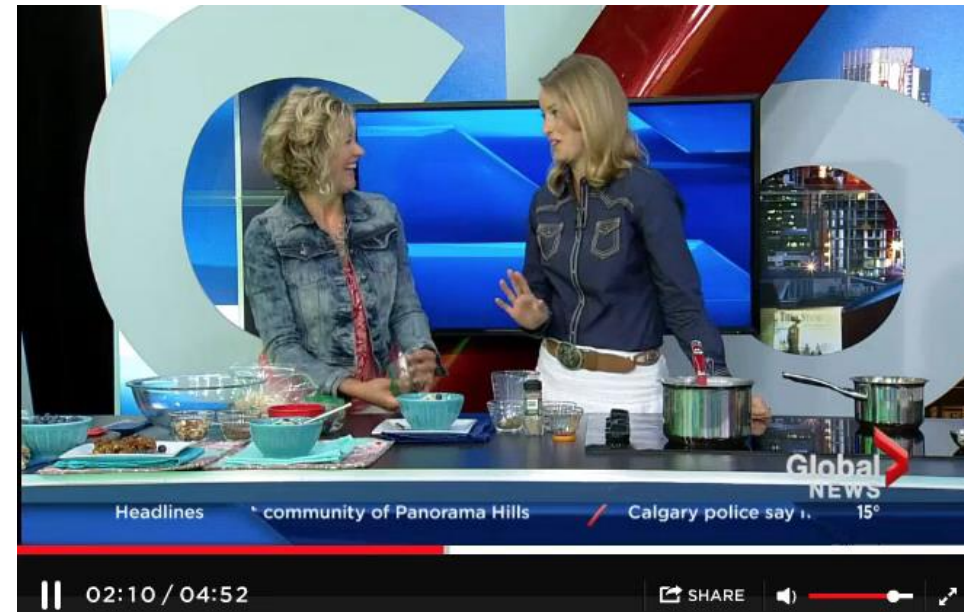 Global
NEWS
Headlines community of Panorama Hills / Calgary police say 15°
02:10 / 04:52 SHARE